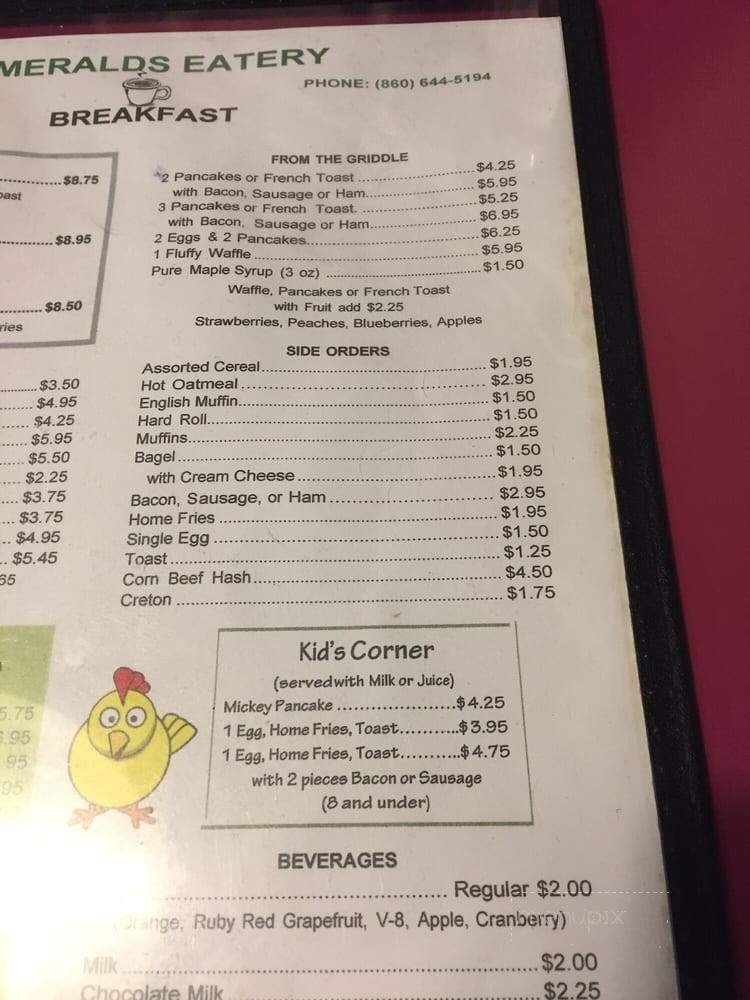 MERALDS EATERY
PHONE: (860) 644-5194
BREAKFAST
$8.75
$8.95
$8.50
$3.50
$4.95
$4.25
$5.95
$5.50
$2.25
$3.75
$3.75
$4.95
$5.45
FROM THE GRIDDLE
2 Pancakes or French Toast ........ $4.25
with Bacon, Sausage or Ham........ $5.95
3 Pancakes or French Toast. ........ $5.25
with Bacon, Sausage or Ham........ $6.95
2 Eggs & 2 Pancakes........ $6.25
1 Fluffy Waffle ........ $5.95
Pure Maple Syrup (3 oz) ........ $1.50
Waffle, Pancakes or French Toast
with Fruit add $2.25
Strawberries, Peaches, Blueberries, Apples
SIDE ORDERS
Assorted Cereal........ $1.95
Hot Oatmeal........ $2.95
English Muffin........ $1.50
Hard Roll........ $1.50
Muffins........ $2.25
Bagel........ $1.50
with Cream Cheese........ $1.95
Bacon, Sausage, or Ham ........ $2.95
Home Fries ........ $1.95
Single Egg ........ $1.50
Toast........ $1.25
Corn Beef Hash........ $4.50
Creton ........ $1.75
Kid's Corner
(served with Milk or Juice)
Mickey Pancake ........ $4.25
1 Egg, Home Fries, Toast........ $3.95
1 Egg, Home Fries, Toast........ $4.75
with 2 pieces Bacon or Sausage
(8 and under)
BEVERAGES
........ Regular $2.00
(Orange, Ruby Red Grapefruit, V-8, Apple, Cranberry)
Milk ........ $2.00
Chocolate Milk ........ $2.25